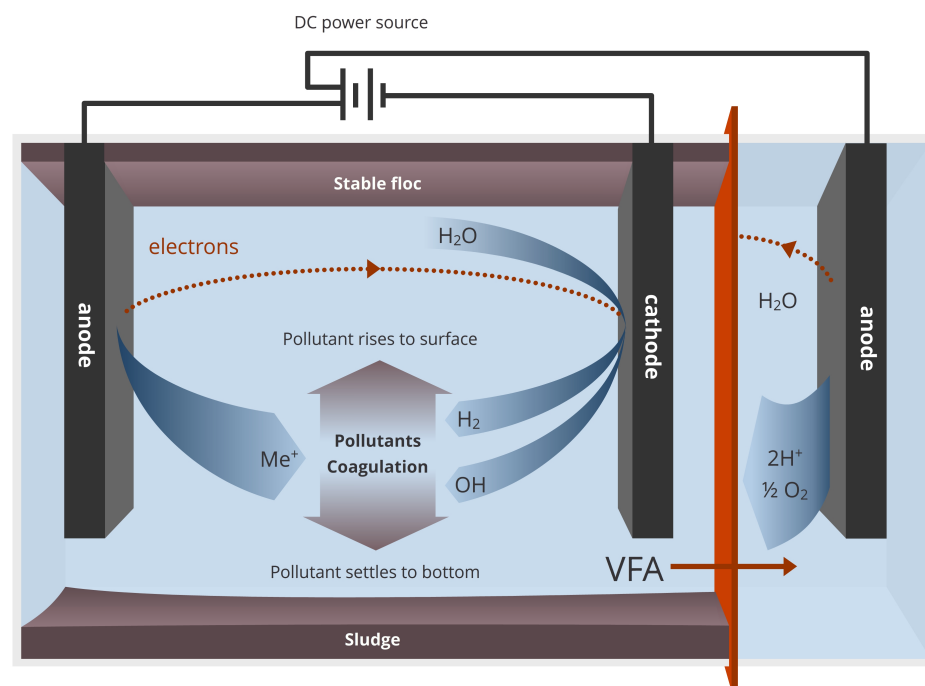 DC power source
Stable floc
electrons
H₂O
anode
cathode
anode
H₂O
Pollutant rises to surface
H₂
Pollutants
Coagulation
Me⁺
OH
2H⁺
½ O₂
Pollutant settles to bottom
VFA
Sludge